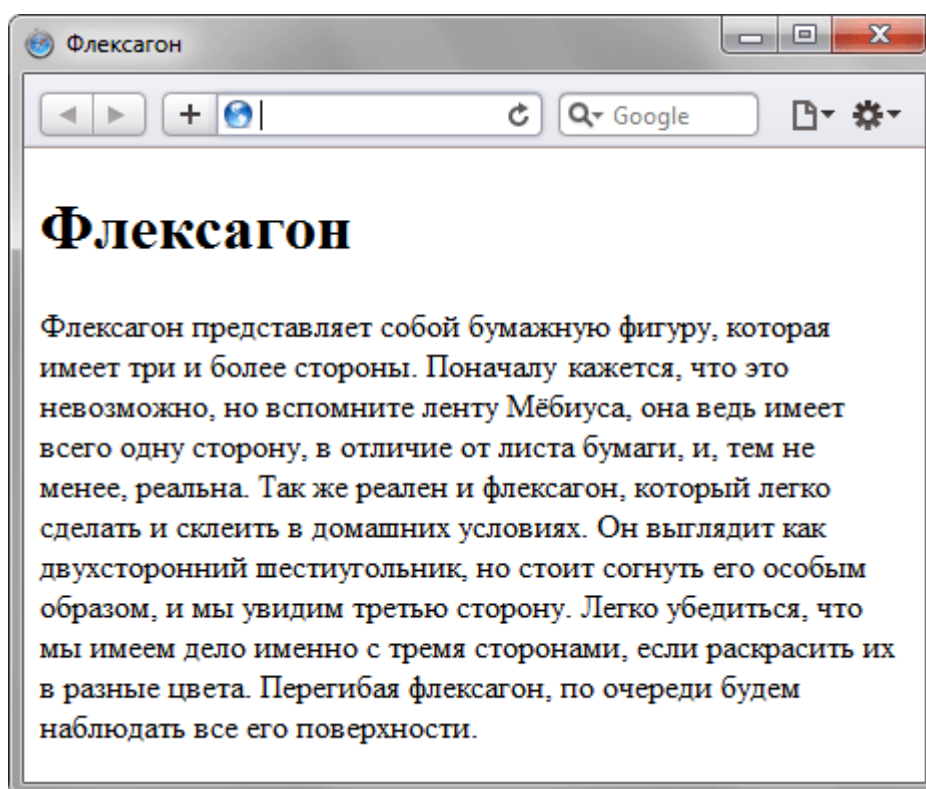 Флексагон
Google
Флексагон
Флексагон представляет собой бумажную фигуру, которая
имеет три и более стороны. Поначалу кажется, что это
невозможно, но вспомните ленту Мёбиуса, она ведь имеет
всего одну сторону, в отличие от листа бумаги, и, тем не
менее, реальна. Так же реален и флексагон, который легко
сделать и склеить в домашних условиях. Он выглядит как
двухсторонний шестиугольник, но стоит согнуть его особым
образом, и мы увидим третью сторону. Легко убедиться, что
мы имеем дело именно с тремя сторонами, если раскрасить их
в разные цвета. Перегибая флексагон, по очереди будем
наблюдать все его поверхности.